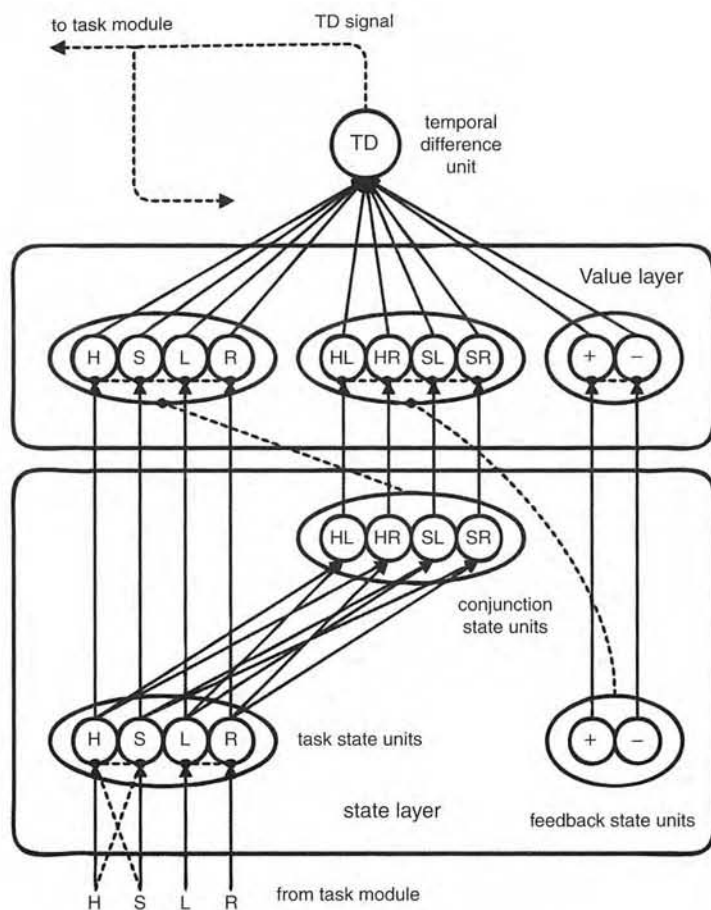 to task module
TD signal
TD
temporal
difference
unit
Value layer
H S L R
HL HR SL SR
+ −
HL HR SL SR
conjunction
state units
H S L R
task state units
+ −
state layer
feedback state units
H S L R
from task module